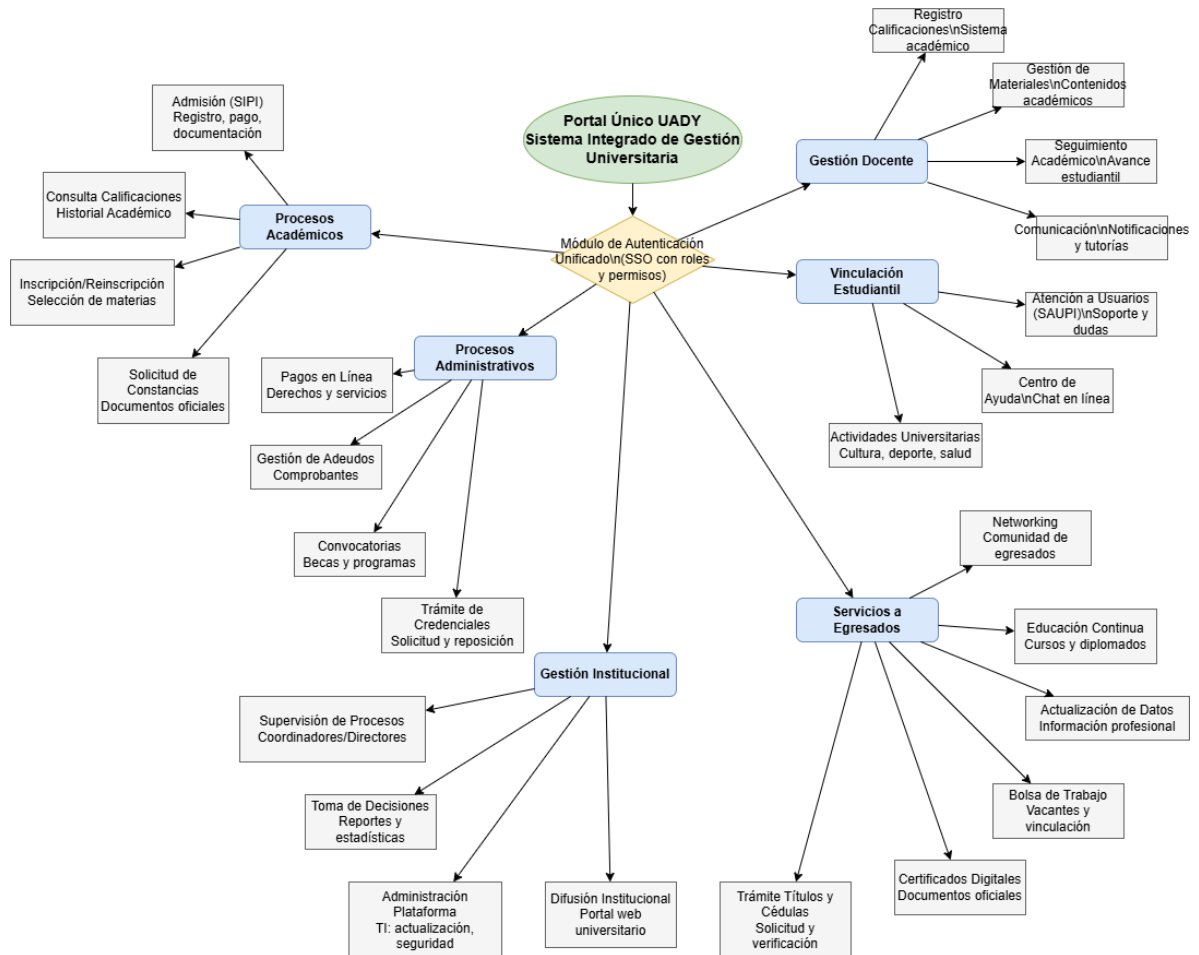 Registro
Calificaciones\nSistema
académico
Gestión de
Materiales\nContenidos
académicos
Admisión (SIPI)
Registro, pago,
documentación
Portal Único UADY
Sistema Integrado de Gestión
Universitaria
Gestión Docente
Seguimiento
Académico\nAvance
estudiantil
Consulta Calificaciones
Historial Académico
Procesos
Académicos
Comunicación\nNotificaciones
y tutorías
Módulo de Autenticación
Unificado\n(SSO con roles
y permisos)
Inscripción/Reinscripción
Selección de materias
Vinculación
Estudiantil
Atención a Usuarios
(SAUPI)\nSoporte y
dudas
Procesos
Administrativos
Solicitud de
Constancias
Documentos oficiales
Pagos en Línea
Derechos y servicios
Centro de
Ayuda\nChat en línea
Actividades Universitarias
Cultura, deporte, salud
Gestión de Adeudos
Comprobantes
Convocatorias
Becas y programas
Networking
Comunidad de
egresados
Trámite de
Credenciales
Solicitud y reposición
Servicios a
Egresados
Educación Continua
Cursos y diplomados
Gestión Institucional
Supervisión de Procesos
Coordinadores/Directores
Actualización de Datos
Información profesional
Toma de Decisiones
Reportes y
estadísticas
Bolsa de Trabajo
Vacantes y
vinculación
Administración
Plataforma
TI: actualización,
seguridad
Difusión Institucional
Portal web
universitario
Trámite Títulos y
Cédulas
Solicitud y
verificación
Certificados Digitales
Documentos oficiales